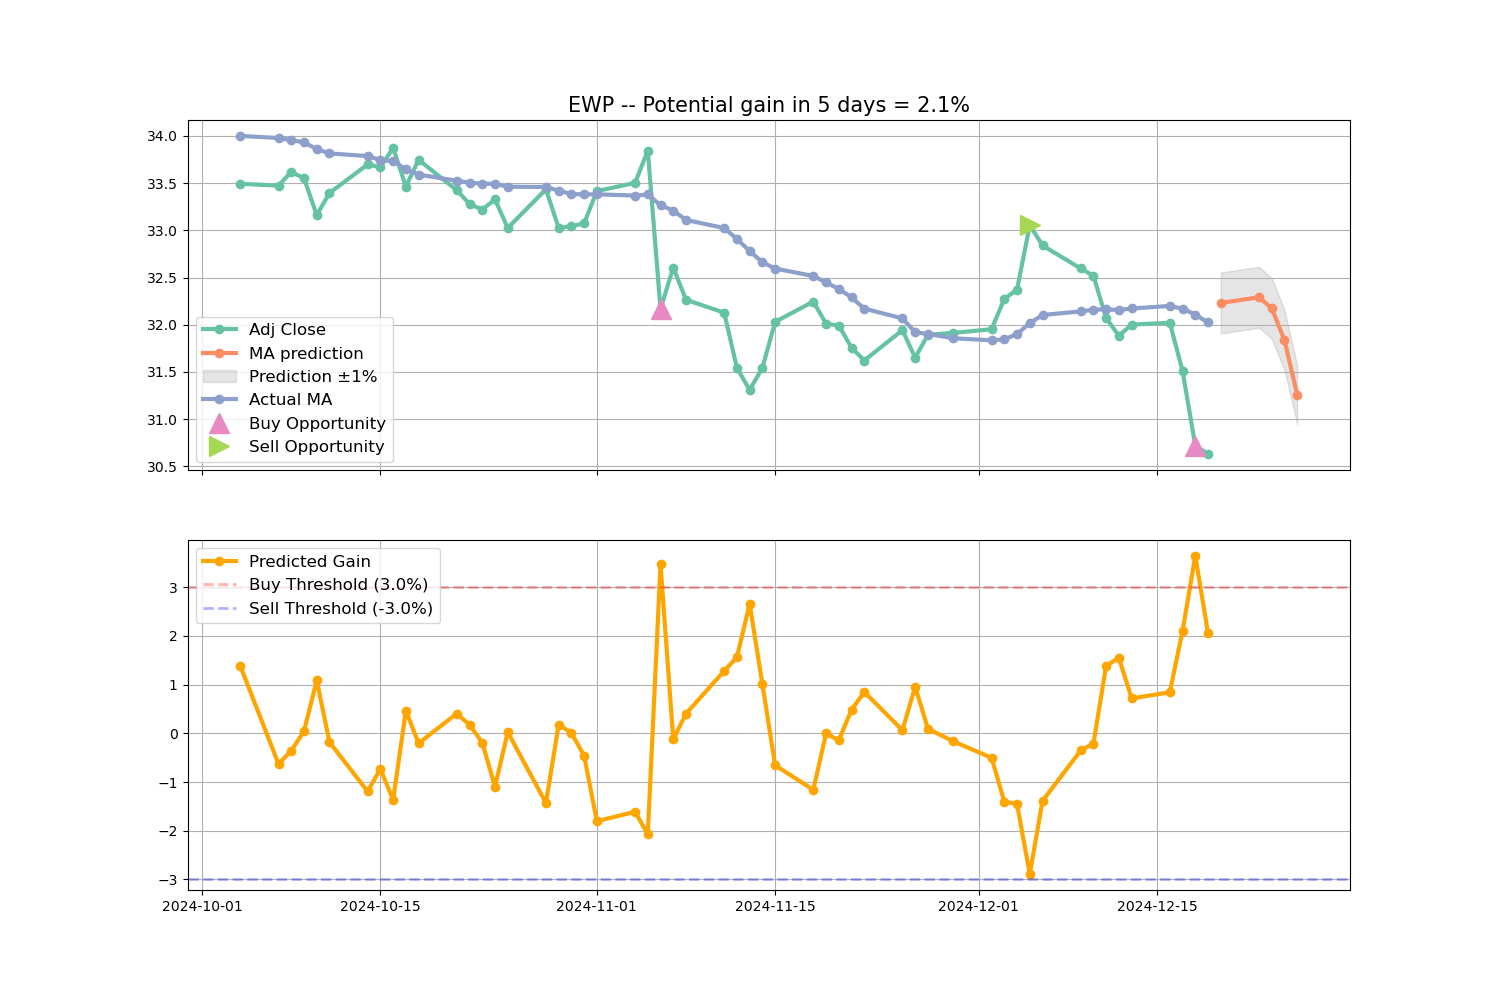 EWP -- Potential gain in 5 days = 2.1%
34.0
33.5
33.0
32.5
32.0
31.5
31.0
30.5
Adj Close
MA prediction
Prediction ±1%
Actual MA
Buy Opportunity
Sell Opportunity
3
2
1
0
−1
−2
−3
Predicted Gain
Buy Threshold (3.0%)
Sell Threshold (-3.0%)
2024-10-01 2024-10-15 2024-11-01 2024-11-15 2024-12-01 2024-12-15